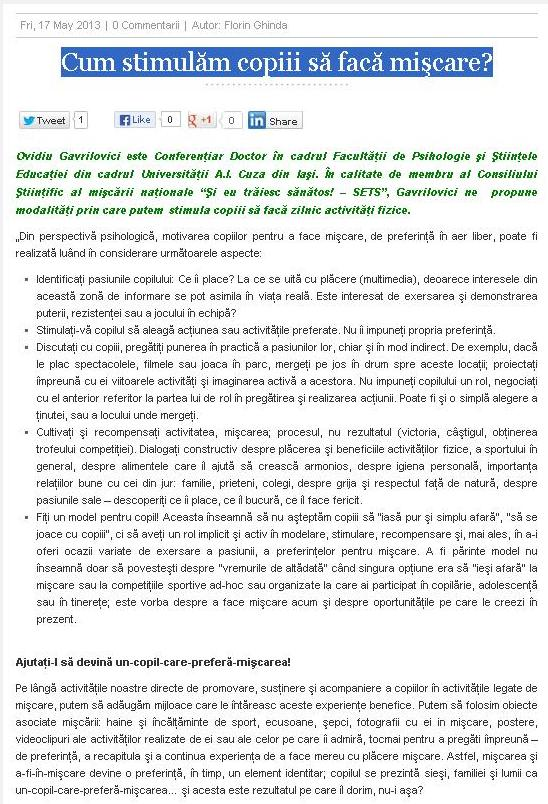 Fri, 17 May 2013 | 0 Commentarii | Autor: Florin Ghinda
Cum stimulăm copiii să facă mişcare?
Tweet 1 Like 0 +1 0 Share
Ovidiu Gavrilovici este Conferenţiar Doctor în cadrul Facultăţii de Psihologie şi Ştiinţele
Educaţiei din cadrul Universităţii A.I. Cuza din Iaşi. În calitate de membru al Consiliului
Ştiinţific al mişcării naţionale “Şi eu trăiesc sănătos! – SETS”, Gavrilovici ne propune
modalităţi prin care putem stimula copiii să facă zilnic activităţi fizice.
„Din perspectivă psihologică, motivarea copiilor pentru a face mişcare, de preferinţă în aer liber, poate fi
realizată luând în considerare următoarele aspecte:
Identificaţi pasiunile copilului: Ce îi place? La ce se uită cu plăcere (multimedia), deoarece interesele din
această zonă de informare se pot asimila în viaţa reală. Este interesat de exersarea şi demonstrarea
puterii, rezistenţei sau a jocului în echipă?
Stimulaţi-vă copilul să aleagă acţiunea sau activităţile preferate. Nu îi impuneţi propria preferinţă.
Discutaţi cu copiii, pregătiţi punerea în practică a pasiunilor lor, chiar şi în mod indirect. De exemplu, dacă
le plac spectacolele, filmele sau joaca în parc, mergeţi pe jos în drum spre aceste locaţii; proiectaţi
împreună cu ei viitoarele activităţi şi imaginarea activă a acestora. Nu impuneţi copilului un rol, negociaţi
cu el anterior referitor la partea lui de rol în pregătirea şi realizarea acţiunii. Poate fi şi o simplă alegere a
ţinutei, sau a locului unde mergeţi.
Cultivaţi şi recompensaţi activitatea, mişcarea; procesul, nu rezultatul (victoria, câştigul, obţinerea
trofeului competiţiei). Dialogaţi constructiv despre plăcerea şi beneficiile activităţilor fizice, a sportului în
general, despre alimentele care îl ajută să crească armonios, despre igiena personală, importanţa
relaţiilor bune cu cei din jur: familie, prieteni, colegi, despre grija şi respectul faţă de natură, despre
pasiunile sale – descoperiţi ce îi place, ce îl bucură, ce îl face fericit.
Fiţi un model pentru copil! Aceasta înseamnă să nu aşteptăm copiii să "iasă pur şi simplu afară", "să se
joace cu copiii", ci să aveţi un rol implicit şi activ în modelare, stimulare, recompensare şi, mai ales, în a-i
oferi ocazii variate de exersare a pasiunii, a preferinţelor pentru mişcare. A fi părinte model nu
înseamnă doar să povesteşti despre "vremurile de altădată" când singura opţiune era să "ieşi afară" la
mişcare sau la competiţiile sportive ad-hoc sau organizate la care ai participat în copilărie, adolescenţă
sau în tinereţe; este vorba despre a face mişcare acum şi despre oportunităţile pe care le creezi în
prezent.
Ajutaţi-l să devină un-copil-care-preferă-mişcarea!
Pe lângă activităţile noastre directe de promovare, susţinere şi acompaniere a copiilor în activităţile legate de
mişcare, putem să adăugăm mijloace care le întăreasc aceste experienţe benefice. Putem să folosim obiecte
asociate mişcării: haine şi încălţăminte de sport, ecusoane, şepci, fotografii cu ei in mişcare, postere,
videoclipuri ale activităţilor realizate de ei sau ale celor pe care îi admiră, tocmai pentru a pregăti împreună –
de preferinţă, a recapitula şi a continua experienţa de a face mereu cu plăcere mişcare. Astfel, mişcarea şi
a-fi-în-mişcare devine o preferinţă, în timp, un element identitar; copilul se prezintă sieşi, familiei şi lumii ca
un-copil-care-preferă-mişcarea... şi acesta este rezultatul pe care îl dorim, nu-i aşa?